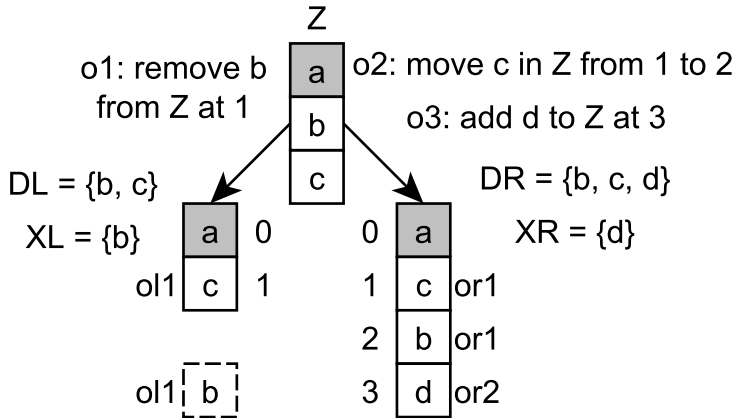 Z
o1: remove b
from Z at 1
a
b
c
o2: move c in Z from 1 to 2
o3: add d to Z at 3
DL = {b, c}
XL = {b}
DR = {b, c, d}
XR = {d}
a 0
ol1 c 1
ol1 b
0 a
1 c or1
2 b or1
3 d or2